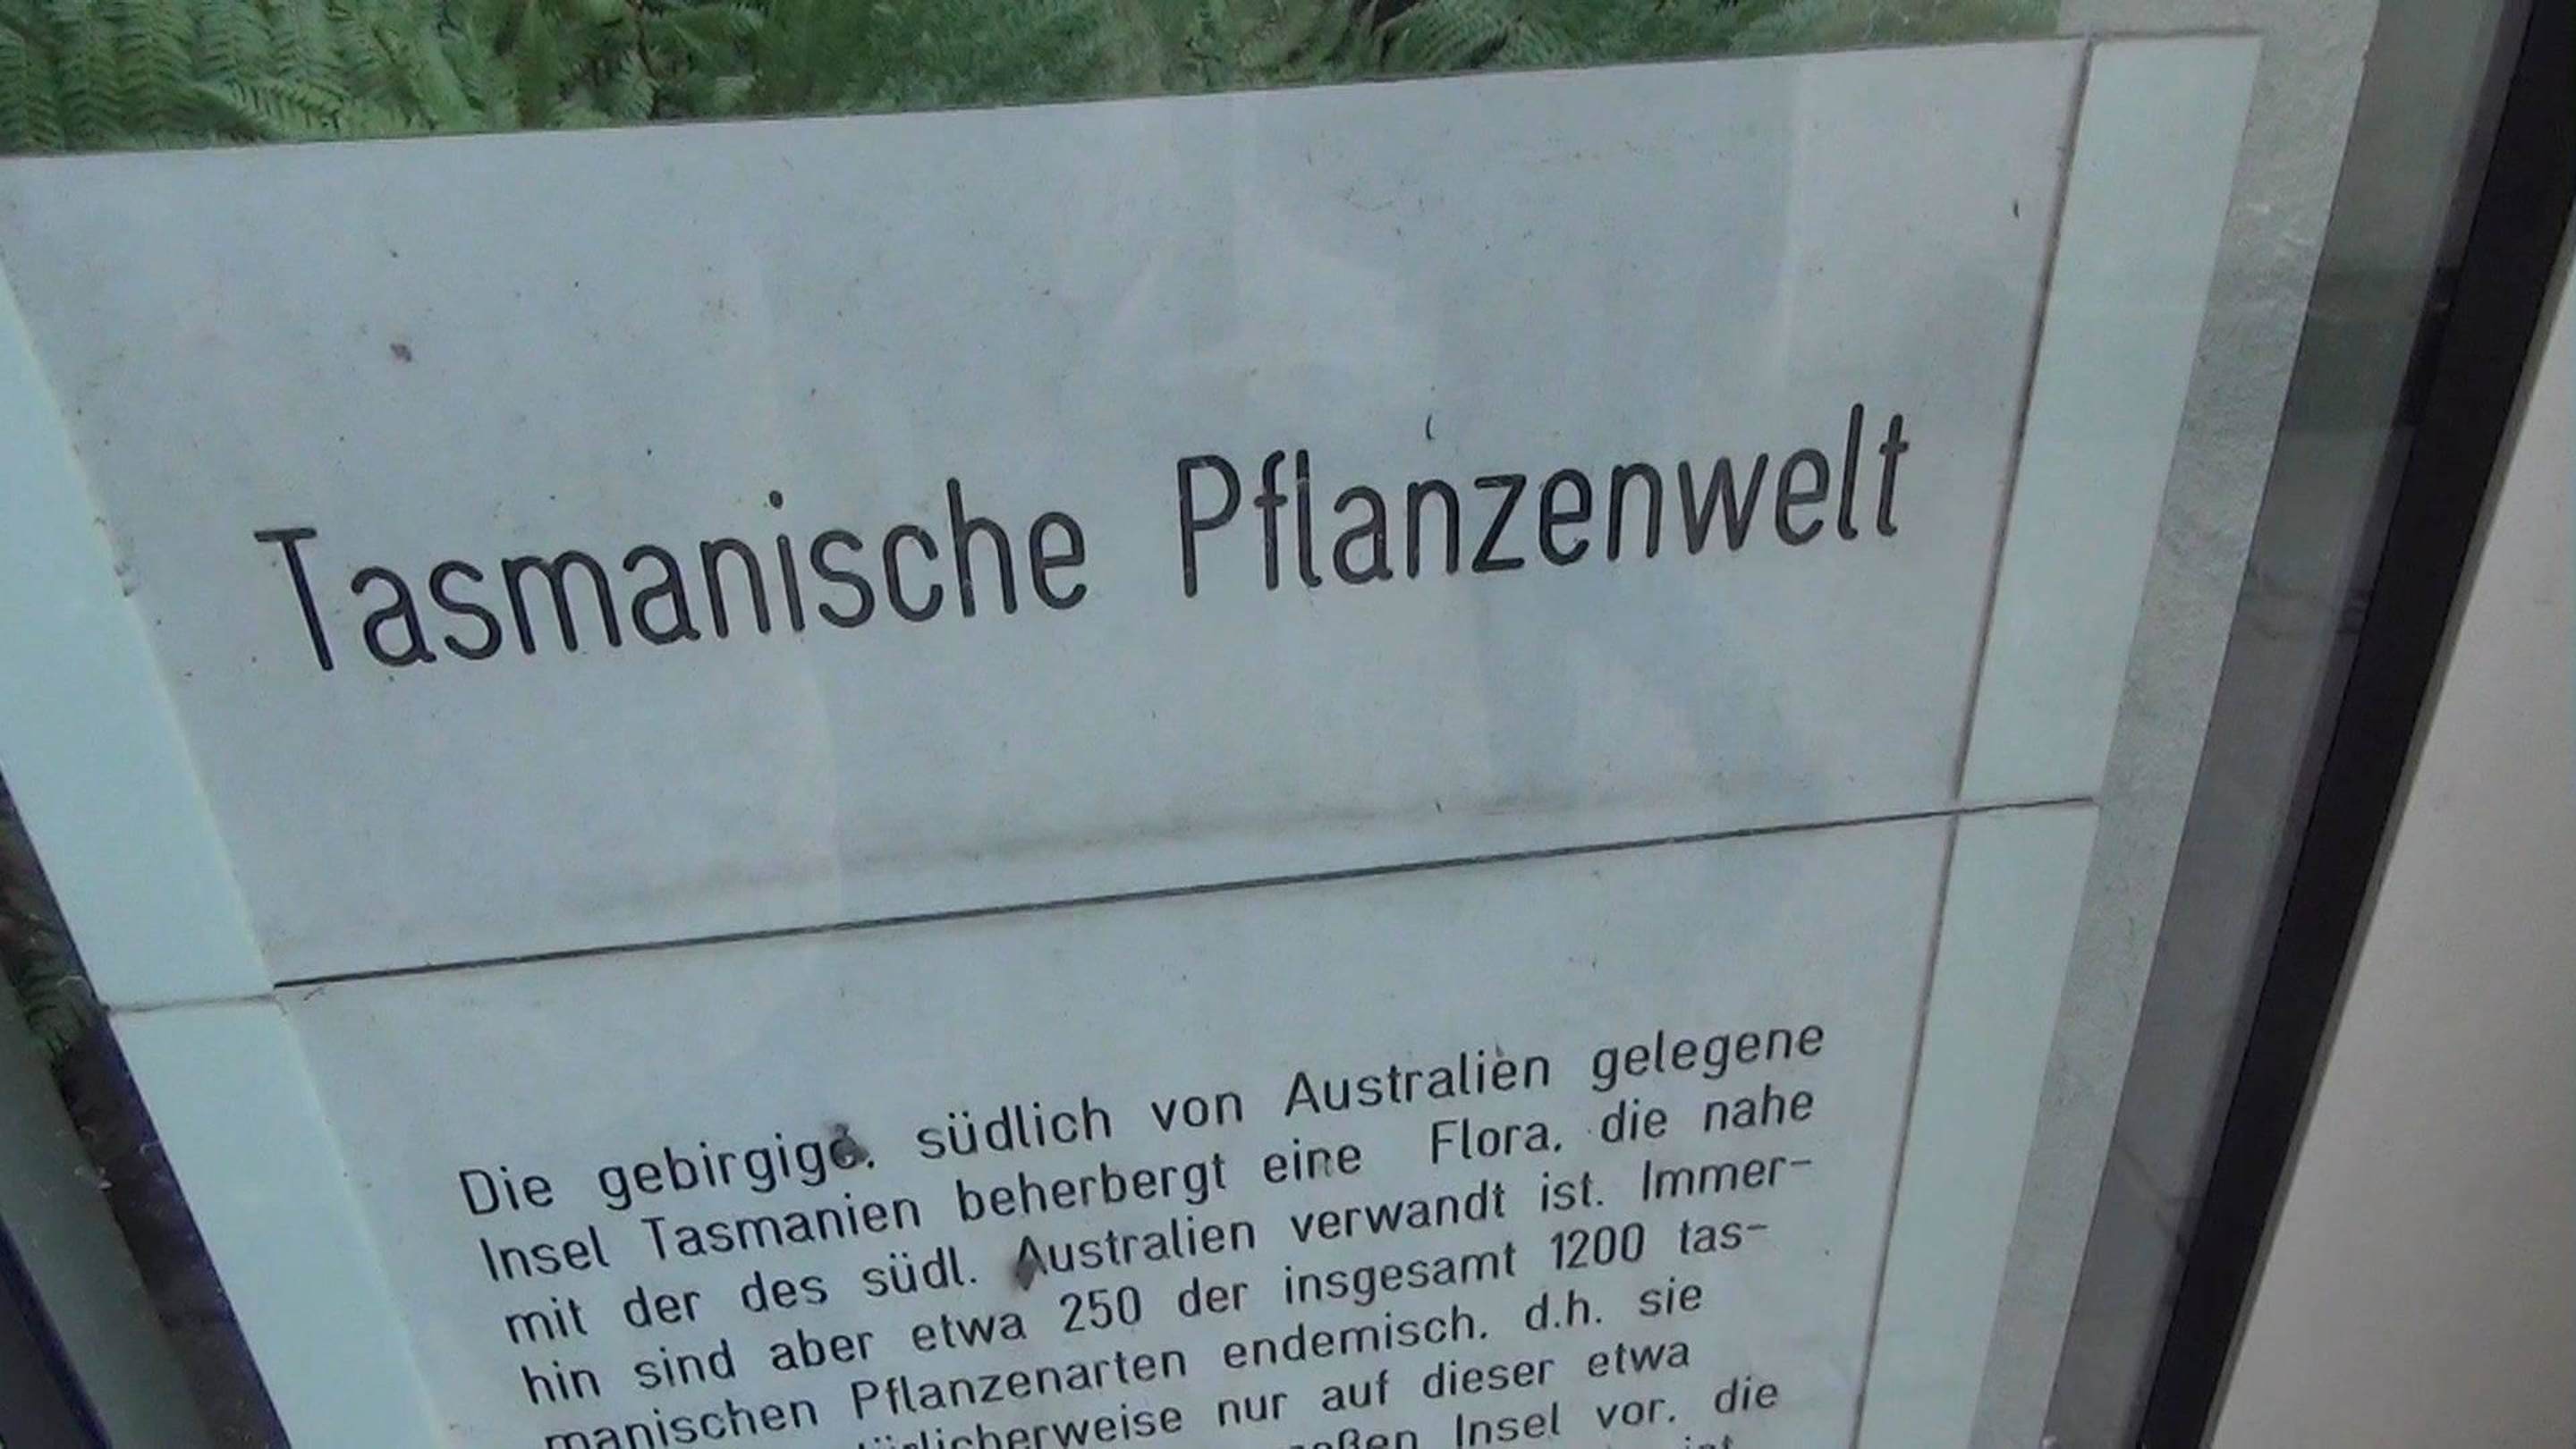 Tasmanische Pflanzenwelt
Die gebirgige, südlich von Australien gelegene
Insel Tasmanien beherbergt eine Flora, die nahe
mit der des südl. Australien verwandt ist. Immer-
hin sind aber etwa 250 der insgesamt 1200 tas-
manischen Pflanzenarten endemisch, d.h. sie
nur auf dieser etwa
Insel vor, die